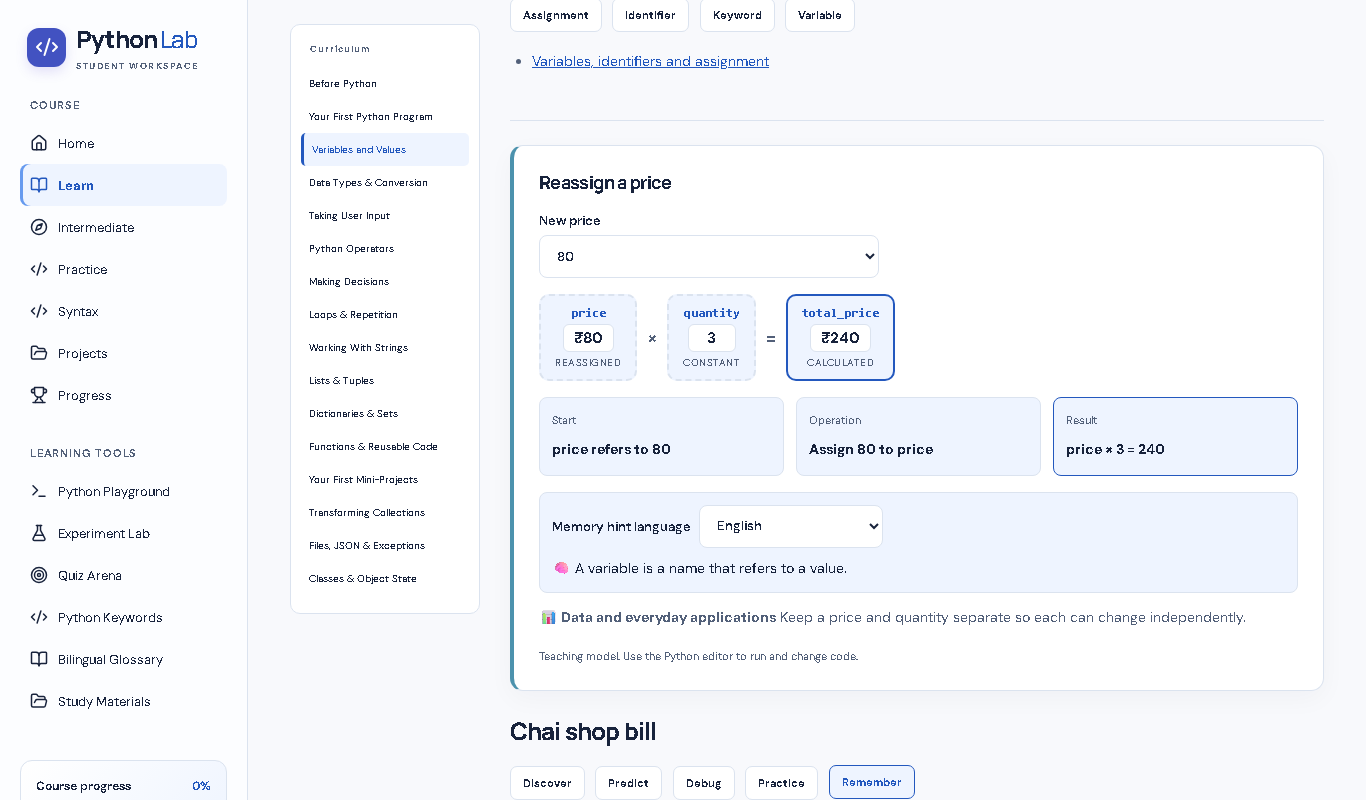 PythonLab
STUDENT WORKSPACE
COURSE
Home
Learn
Intermediate
Practice
Syntax
Projects
Progress
LEARNING TOOLS
Python Playground
Experiment Lab
Quiz Arena
Python Keywords
Bilingual Glossary
Study Materials
Course progress 0%
Curriculum
Before Python
Your First Python Program
Variables and Values
Data Types & Conversion
Taking User Input
Python Operators
Making Decisions
Loops & Repetition
Working With Strings
Lists & Tuples
Dictionaries & Sets
Functions & Reusable Code
Your First Mini-Projects
Transforming Collections
Files, JSON & Exceptions
Classes & Object State
Assignment Identifier Keyword Variable
Variables, identifiers and assignment
Reassign a price
New price
80
price quantity total_price
₹80 × 3 = ₹240
REASSIGNED CONSTANT CALCULATED
Start Operation Result
price refers to 80 Assign 80 to price price × 3 = 240
Memory hint language English
🧠 A variable is a name that refers to a value.
📊 Data and everyday applications Keep a price and quantity separate so each can change independently.
Teaching model. Use the Python editor to run and change code.
Chai shop bill
Discover Predict Debug Practice Remember